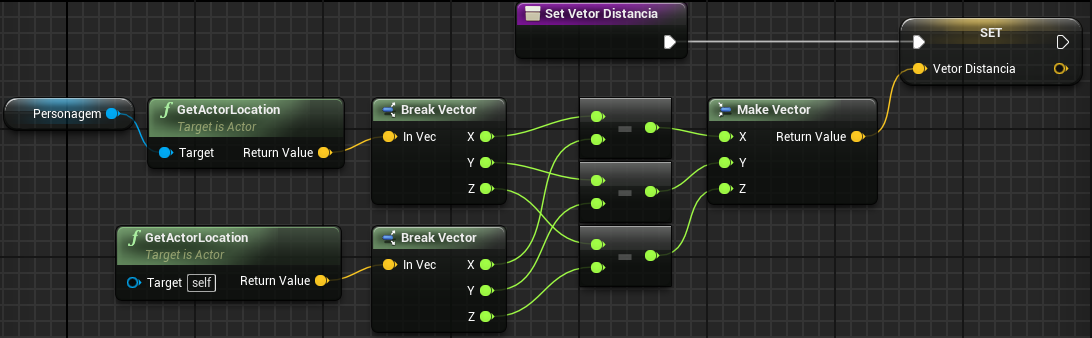 Set Vetor Distancia
SET
Vetor Distancia
Personagem
GetActorLocation
Target is Actor
Target
Return Value
Break Vector
In Vec
X
Y
Z
Make Vector
X
Y
Z
Return Value
GetActorLocation
Target is Actor
Target self
Return Value
Break Vector
In Vec
X
Y
Z